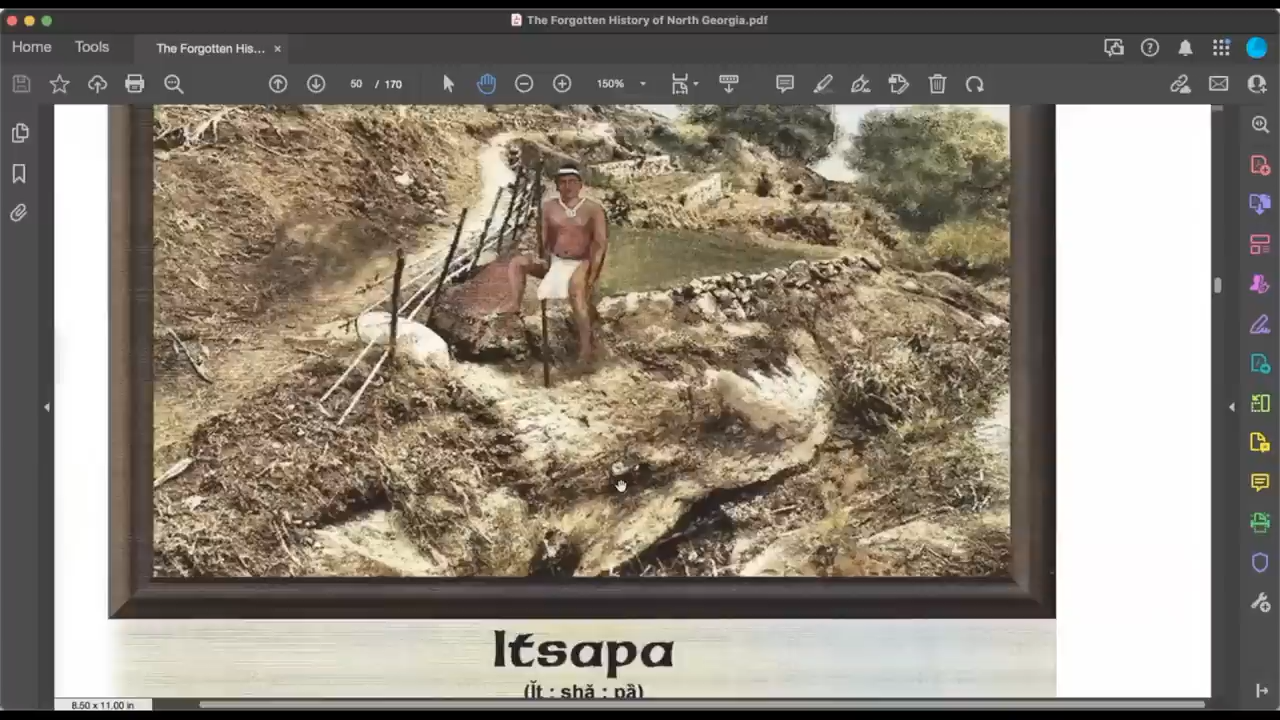 The Forgotten History of North Georgia.pdf
Home Tools The Forgotten His... ×
50 / 170 150%
Itsapa
(Ĭt : shă : pȁ)
8.50 x 11.00 in